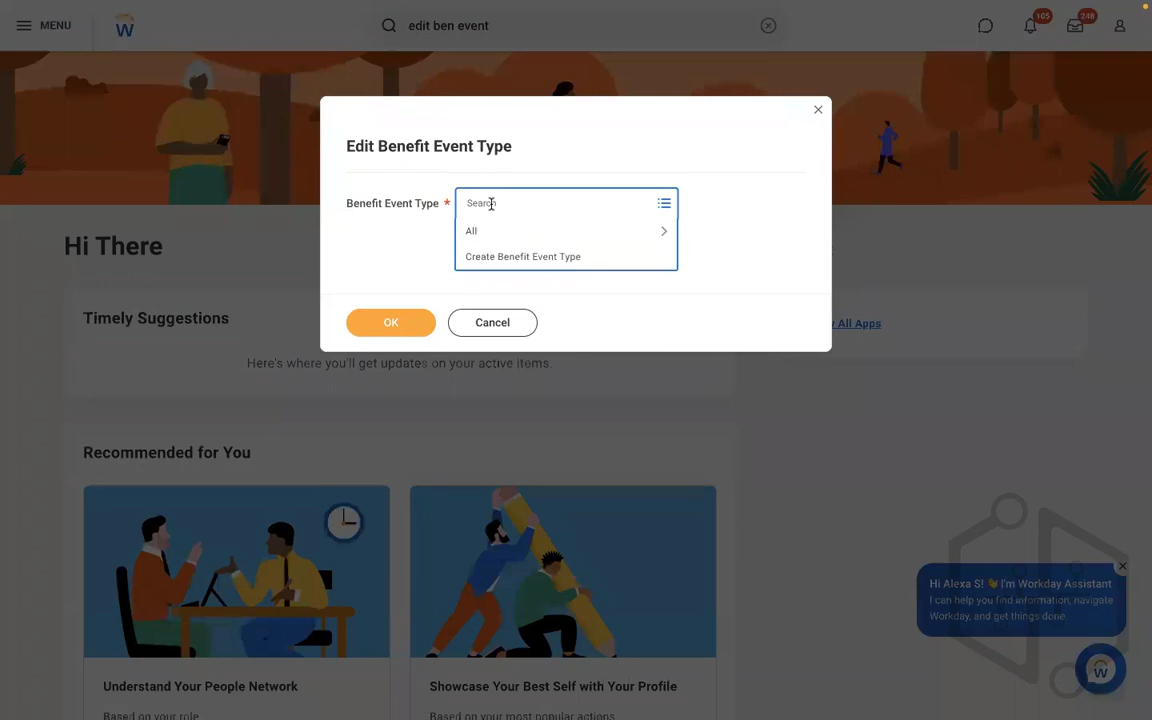 MENU
edit ben event
105
248
Edit Benefit Event Type
Benefit Event Type *
Search
All
Create Benefit Event Type
OK
Cancel
Hi There
Timely Suggestions
Here's where you'll get updates on your active items.
All Apps
Recommended for You
Understand Your People Network
Based on your role
Showcase Your Best Self with Your Profile
Based on your most popular actions
Hi Alexa S! 👋 I'm Workday Assistant
I can help you find information, navigate
Workday, and get things done.